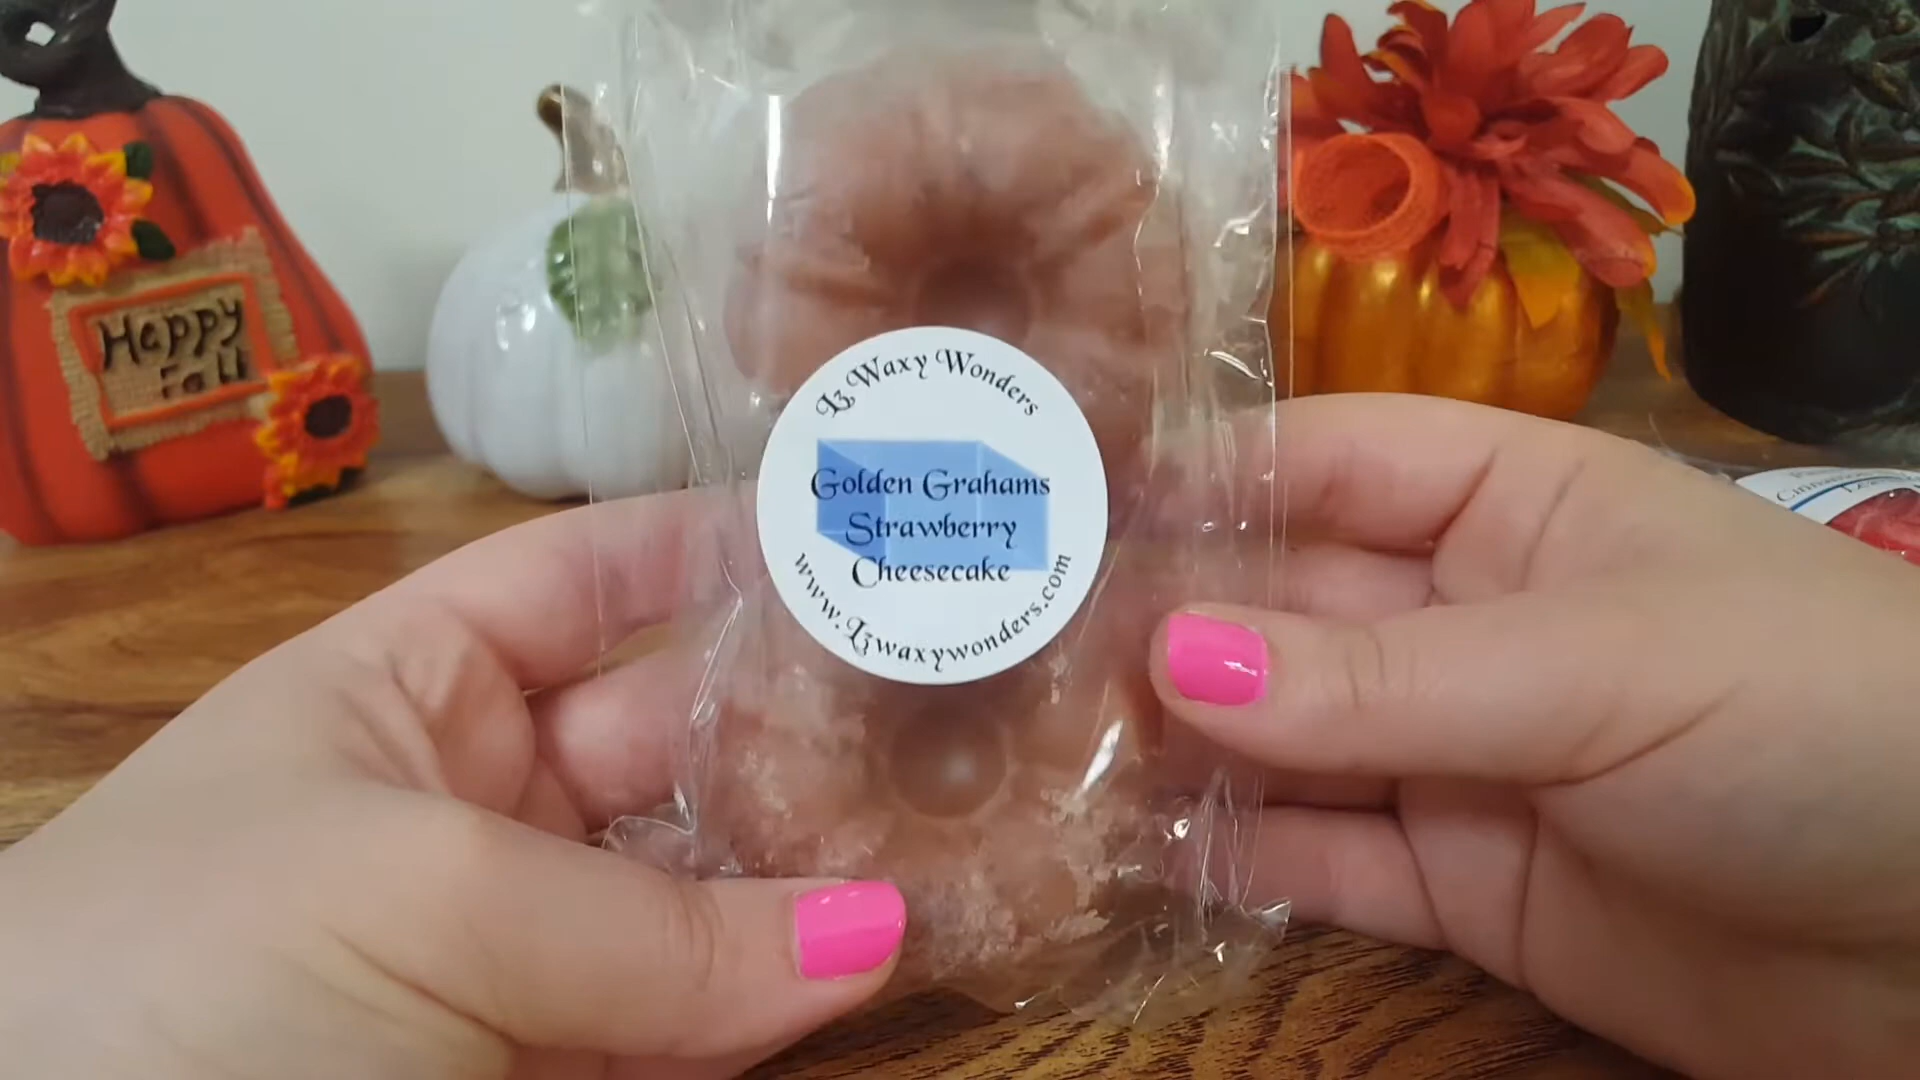 Happy
Fall
Lz Waxy Wonders
Golden Grahams
Strawberry
Cheesecake
www.Lzwaxywonders.com